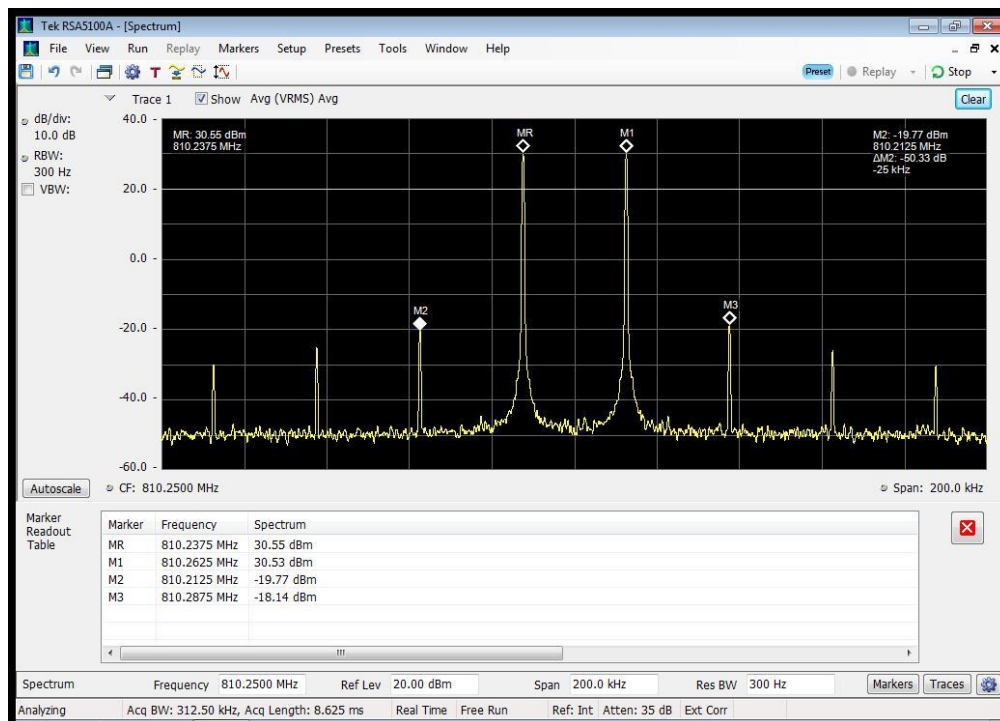 Tek RSA5100A - [Spectrum]
File View Run Replay Markers Setup Presets Tools Window Help
T Preset Replay Stop
Trace 1 Show Avg (VRMS) Avg Clear
dB/div:
10.0 dB
RBW:
300 Hz
VBW:
40.0
20.0
0.0
-20.0
-40.0
-60.0
MR: 30.55 dBm
810.2375 MHz
MR
M1
M2: -19.77 dBm
810.2125 MHz
ΔM2: -50.33 dB
-25 kHz
M2
M3
Autoscale CF: 810.2500 MHz Span: 200.0 kHz
Marker
Readout
Table
Marker Frequency Spectrum
MR 810.2375 MHz 30.55 dBm
M1 810.2625 MHz 30.53 dBm
M2 810.2125 MHz -19.77 dBm
M3 810.2875 MHz -18.14 dBm
Spectrum Frequency 810.2500 MHz Ref Lev 20.00 dBm Span 200.0 kHz Res BW 300 Hz Markers Traces
Analyzing Acq BW: 312.50 kHz, Acq Length: 8.625 ms Real Time Free Run Ref: Int Atten: 35 dB Ext Corr